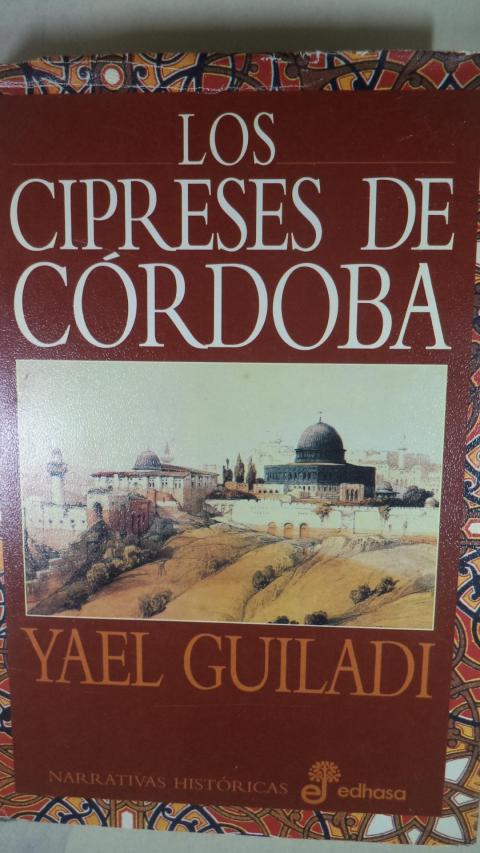 LOS
CIPRESES DE
CÓRDOBA
YAEL GUILADI
NARRATIVAS HISTÓRICAS edhasa